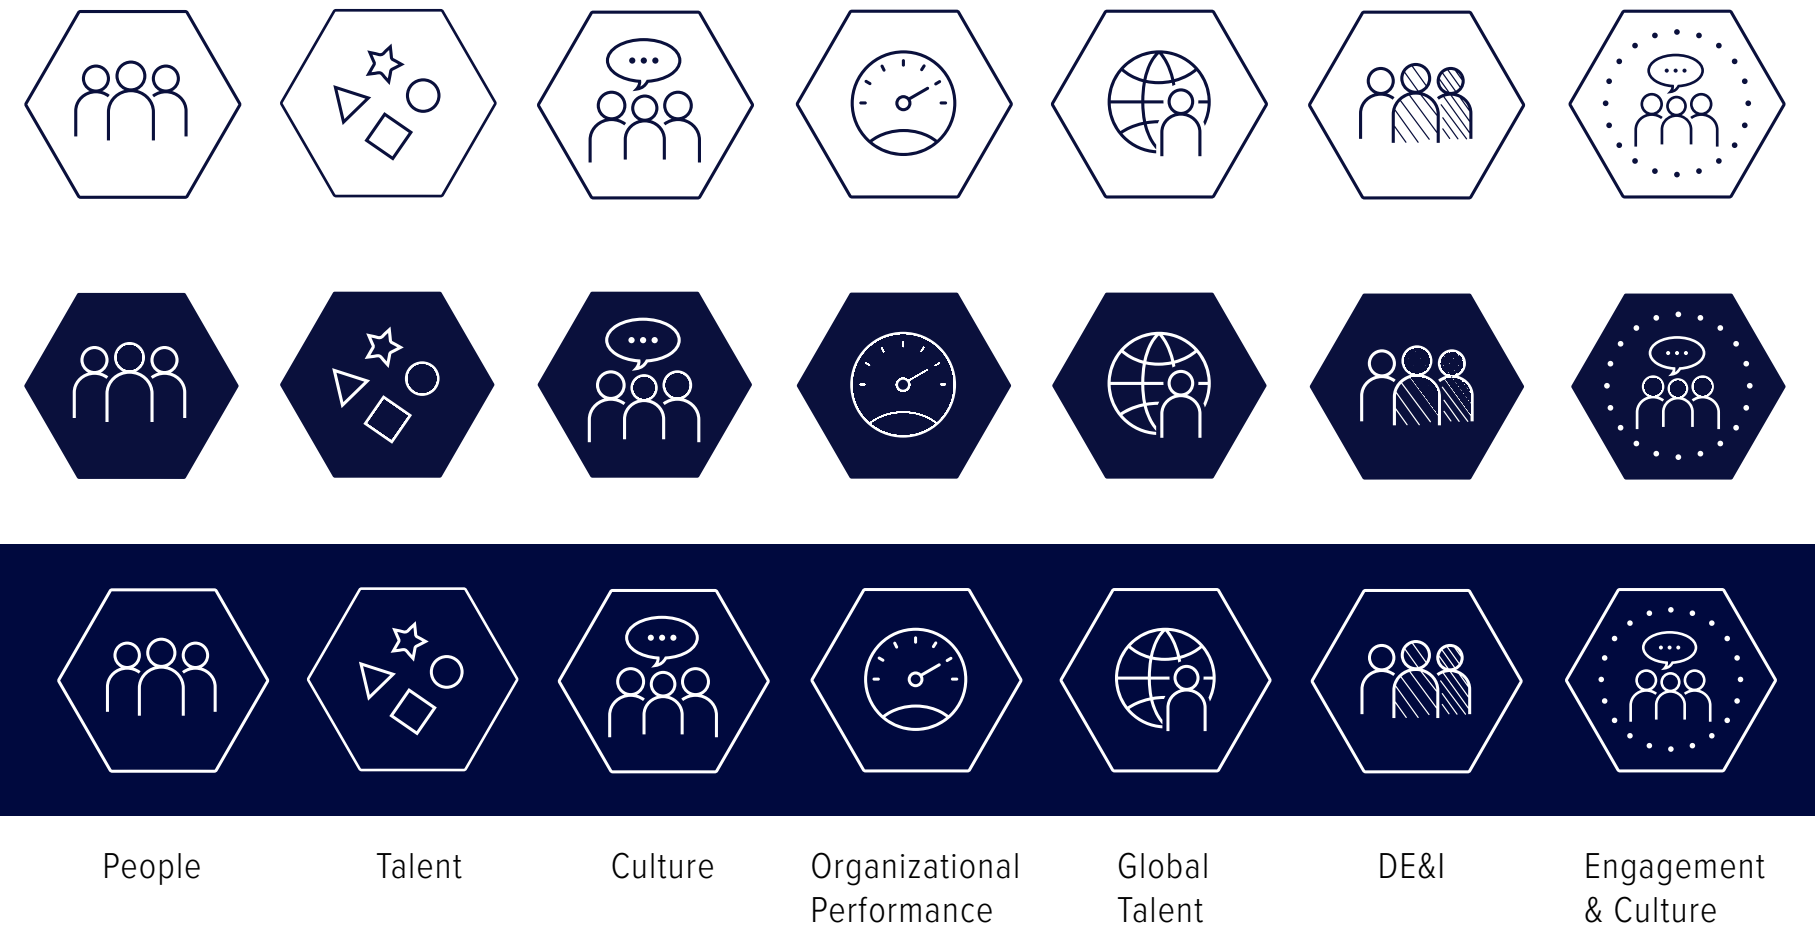 People
Talent
Culture
Organizational
Performance
Global
Talent
DE&I
Engagement
& Culture